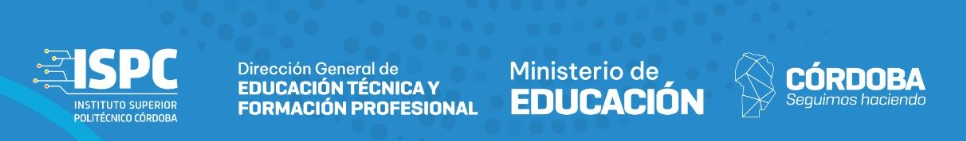 ISPC
INSTITUTO SUPERIOR
POLITÉCNICO CÓRDOBA
Dirección General de
EDUCACIÓN TÉCNICA Y
FORMACIÓN PROFESIONAL
Ministerio de
EDUCACIÓN
CÓRDOBA
Seguimos haciendo